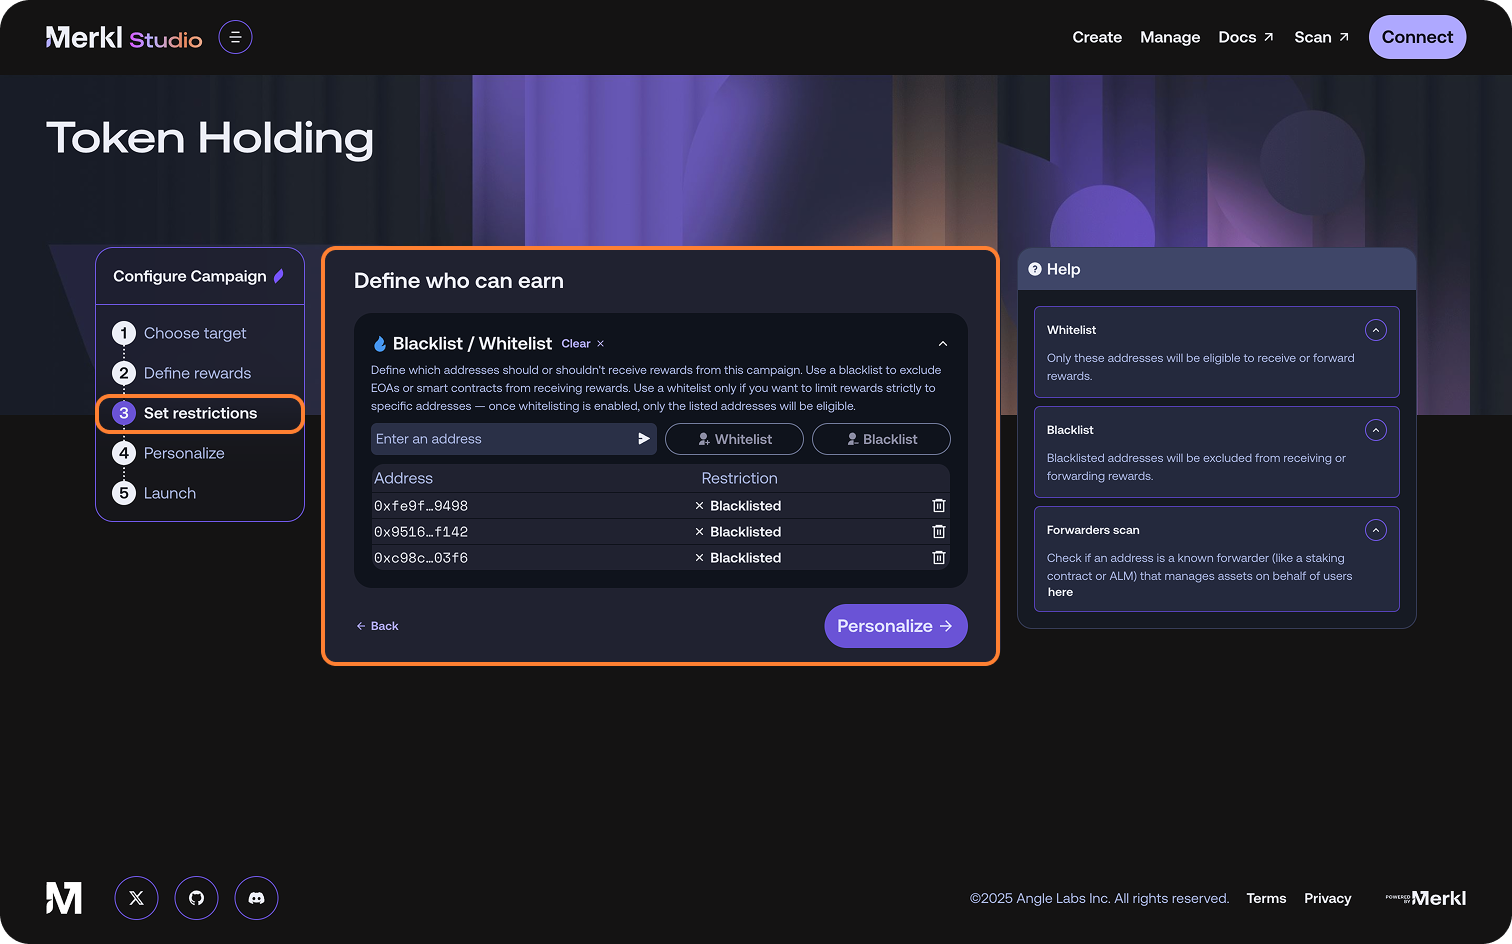 Merkl Studio
Create
Manage
Docs
Scan
Connect
Token Holding
Configure Campaign
1 Choose target
2 Define rewards
3 Set restrictions
4 Personalize
5 Launch
Define who can earn
Blacklist / Whitelist Clear ×
Define which addresses should or shouldn't receive rewards from this campaign. Use a blacklist to exclude
EOAs or smart contracts from receiving rewards. Use a whitelist only if you want to limit rewards strictly to
specific addresses — once whitelisting is enabled, only the listed addresses will be eligible.
Enter an address
Whitelist
Blacklist
Address Restriction
0xfe9f…9498 × Blacklisted
0x9516…f142 × Blacklisted
0xc98c…03f6 × Blacklisted
← Back
Personalize →
? Help
Whitelist
Only these addresses will be eligible to receive or forward
rewards.
Blacklist
Blacklisted addresses will be excluded from receiving or
forwarding rewards.
Forwarders scan
Check if an address is a known forwarder (like a staking
contract or ALM) that manages assets on behalf of users
here
©2025 Angle Labs Inc. All rights reserved.
Terms
Privacy
POWERED BY Merkl